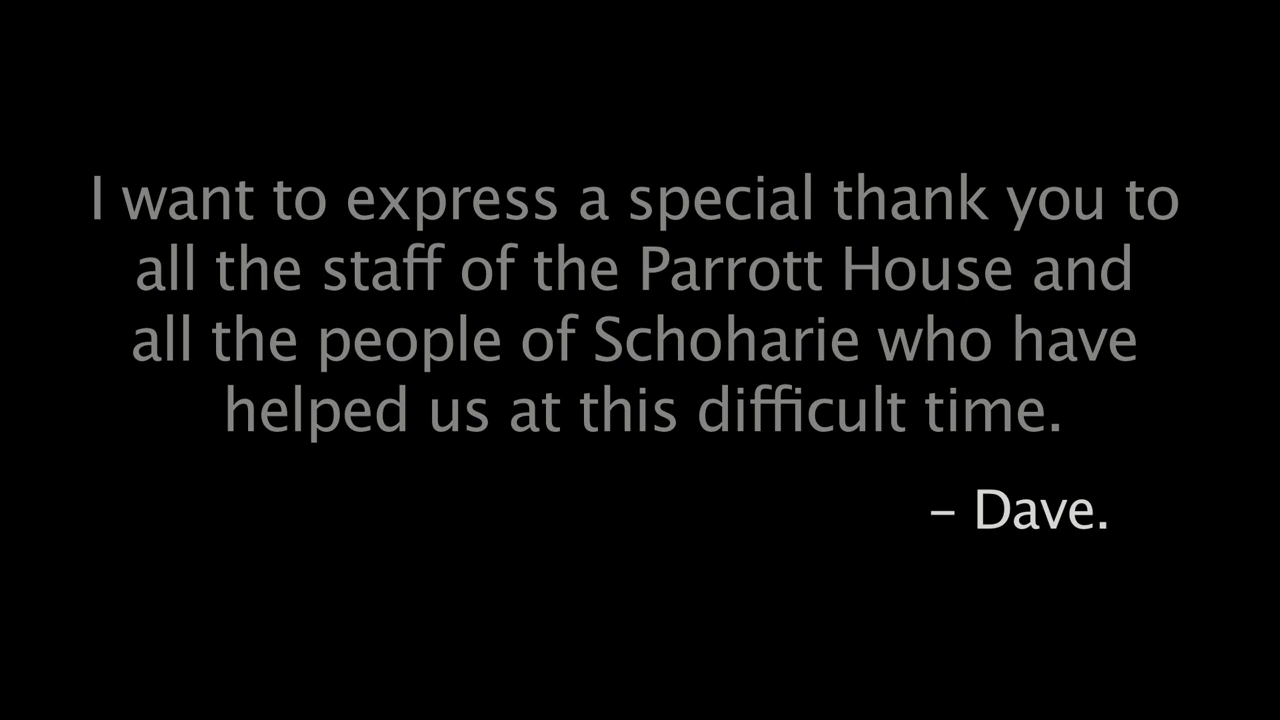 I want to express a special thank you to
all the staff of the Parrott House and
all the people of Schoharie who have
helped us at this difficult time.
– Dave.